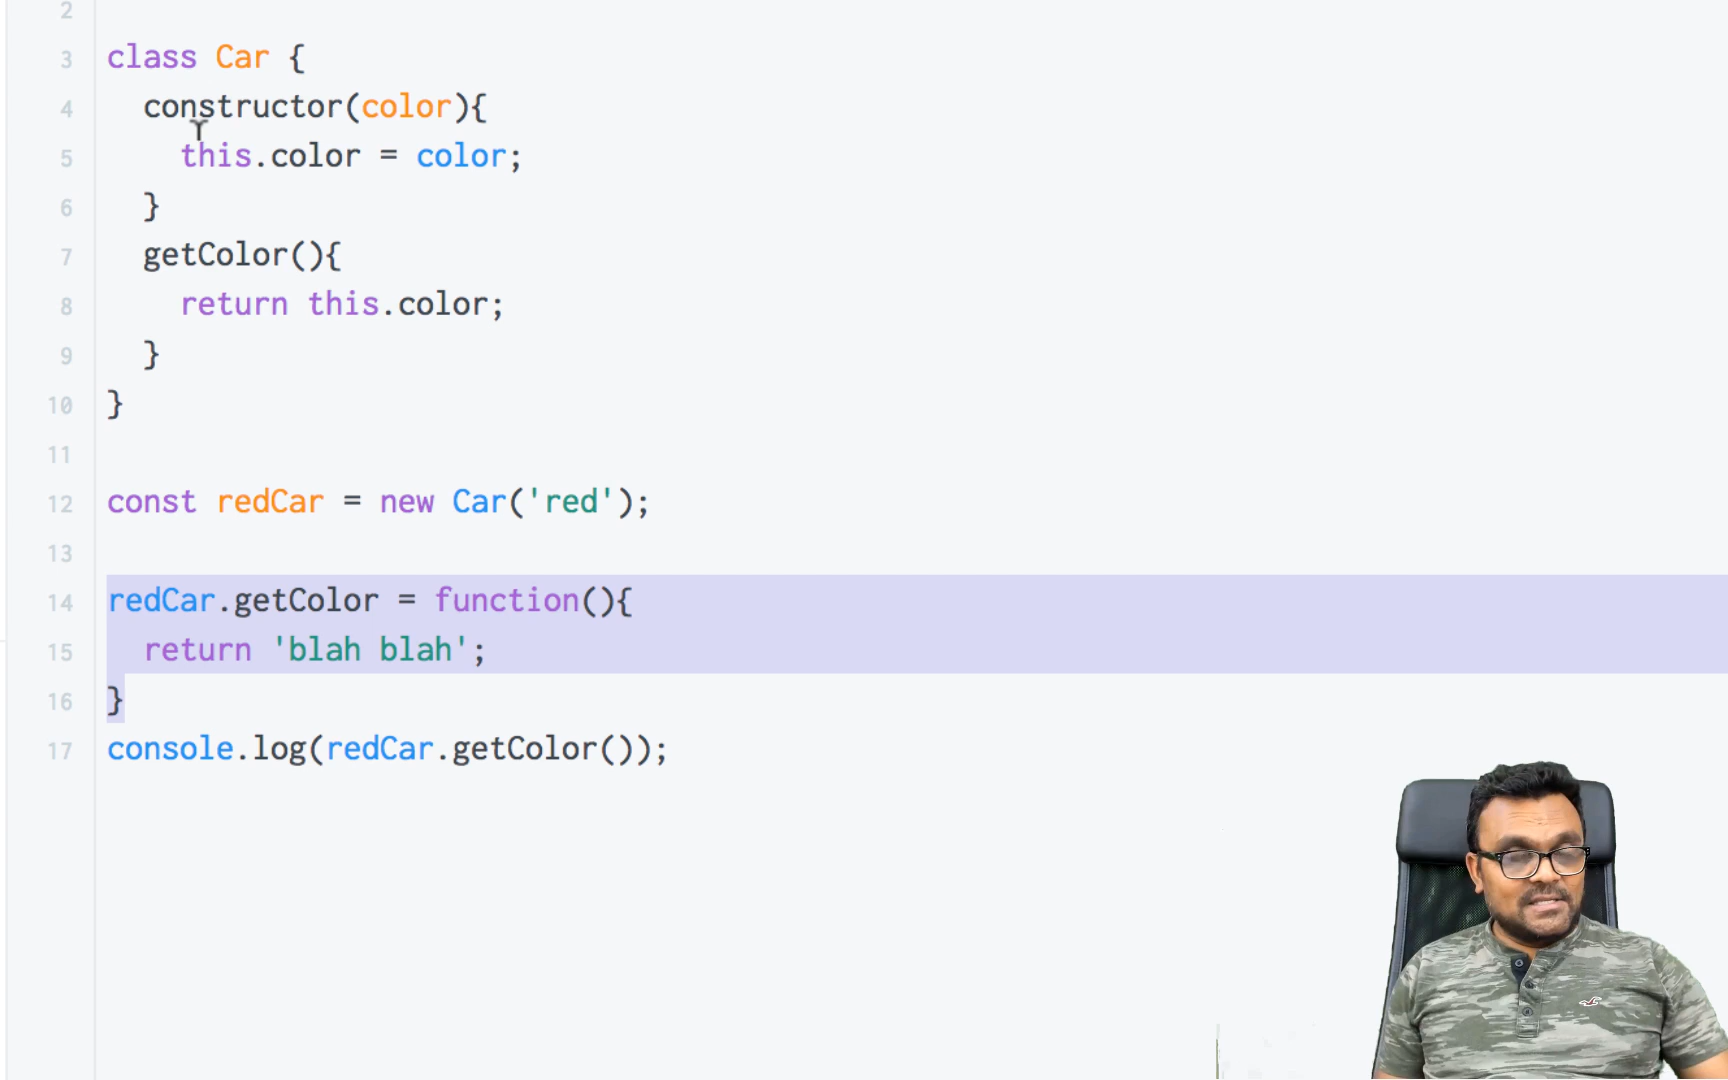 2
3 class Car {
4 constructor(color){
5 this.color = color;
6 }
7 getColor(){
8 return this.color;
9 }
10 }
11
12 const redCar = new Car('red');
13
14 redCar.getColor = function(){
15 return 'blah blah';
16 }
17 console.log(redCar.getColor());